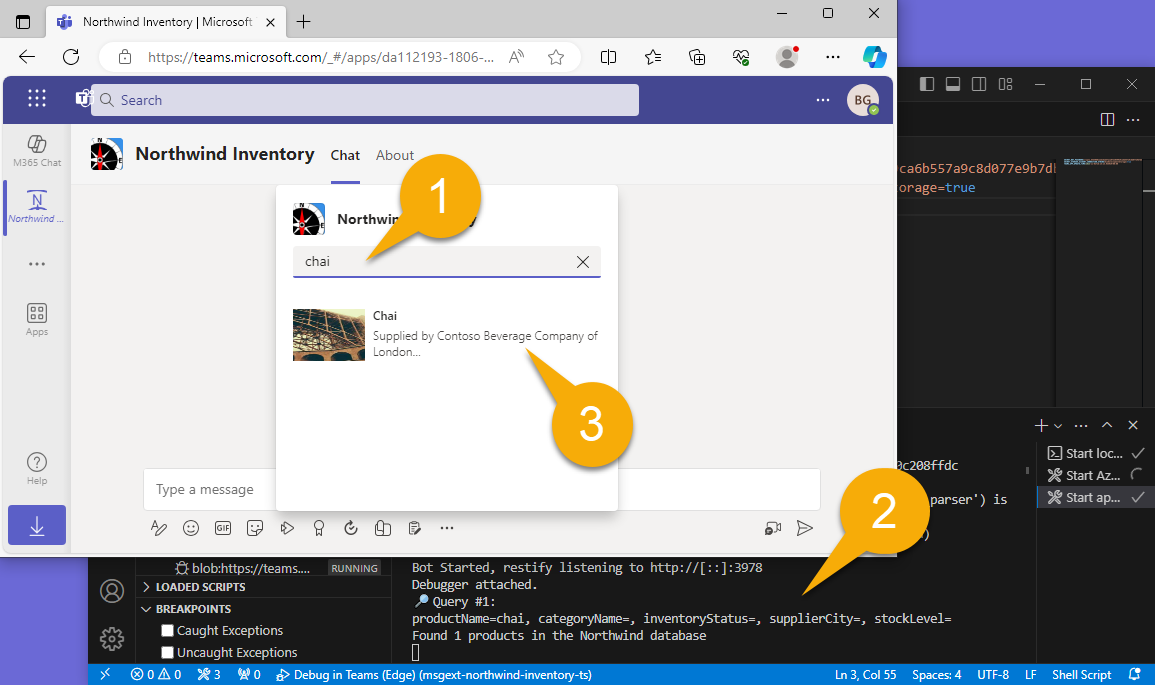 Northwind Inventory | Microsoft
https://teams.microsoft.com/_#/apps/da112193-1806-...
Search
BG
M365 Chat
Northwind ...
Apps
Help
Northwind Inventory
Chat
About
1
chai
Chai
Supplied by Contoso Beverage Company of
London...
3
Type a message
GIF
ca6b557a9c8d077e9b7d
orage=true
0c208ffdc
parser') is
2
Start loc...
Start Az...
Start ap...
blob:https://teams....
RUNNING
LOADED SCRIPTS
BREAKPOINTS
Caught Exceptions
Uncaught Exceptions
Bot Started, restify listening to http://[::]:3978
Debugger attached.
🔎 Query #1:
productName=chai, categoryName=, inventoryStatus=, supplierCity=, stockLevel=
Found 1 products in the Northwind database
0 0 3 0 Debug in Teams (Edge) (msgext-northwind-inventory-ts) Ln 3, Col 55 Spaces: 4 UTF-8 LF Shell Script